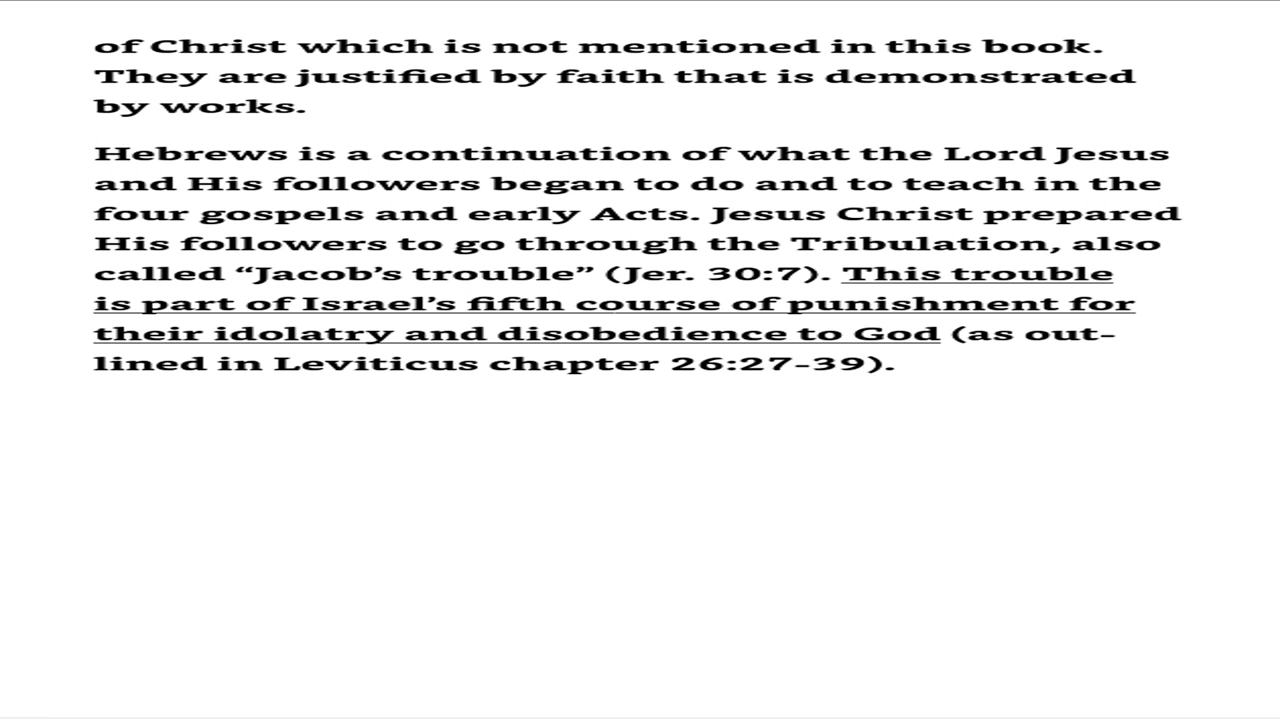 of Christ which is not mentioned in this book.
They are justified by faith that is demonstrated
by works.
Hebrews is a continuation of what the Lord Jesus
and His followers began to do and to teach in the
four gospels and early Acts. Jesus Christ prepared
His followers to go through the Tribulation, also
called “Jacob’s trouble” (Jer. 30:7). This trouble
is part of Israel’s fifth course of punishment for
their idolatry and disobedience to God (as out-
lined in Leviticus chapter 26:27-39).